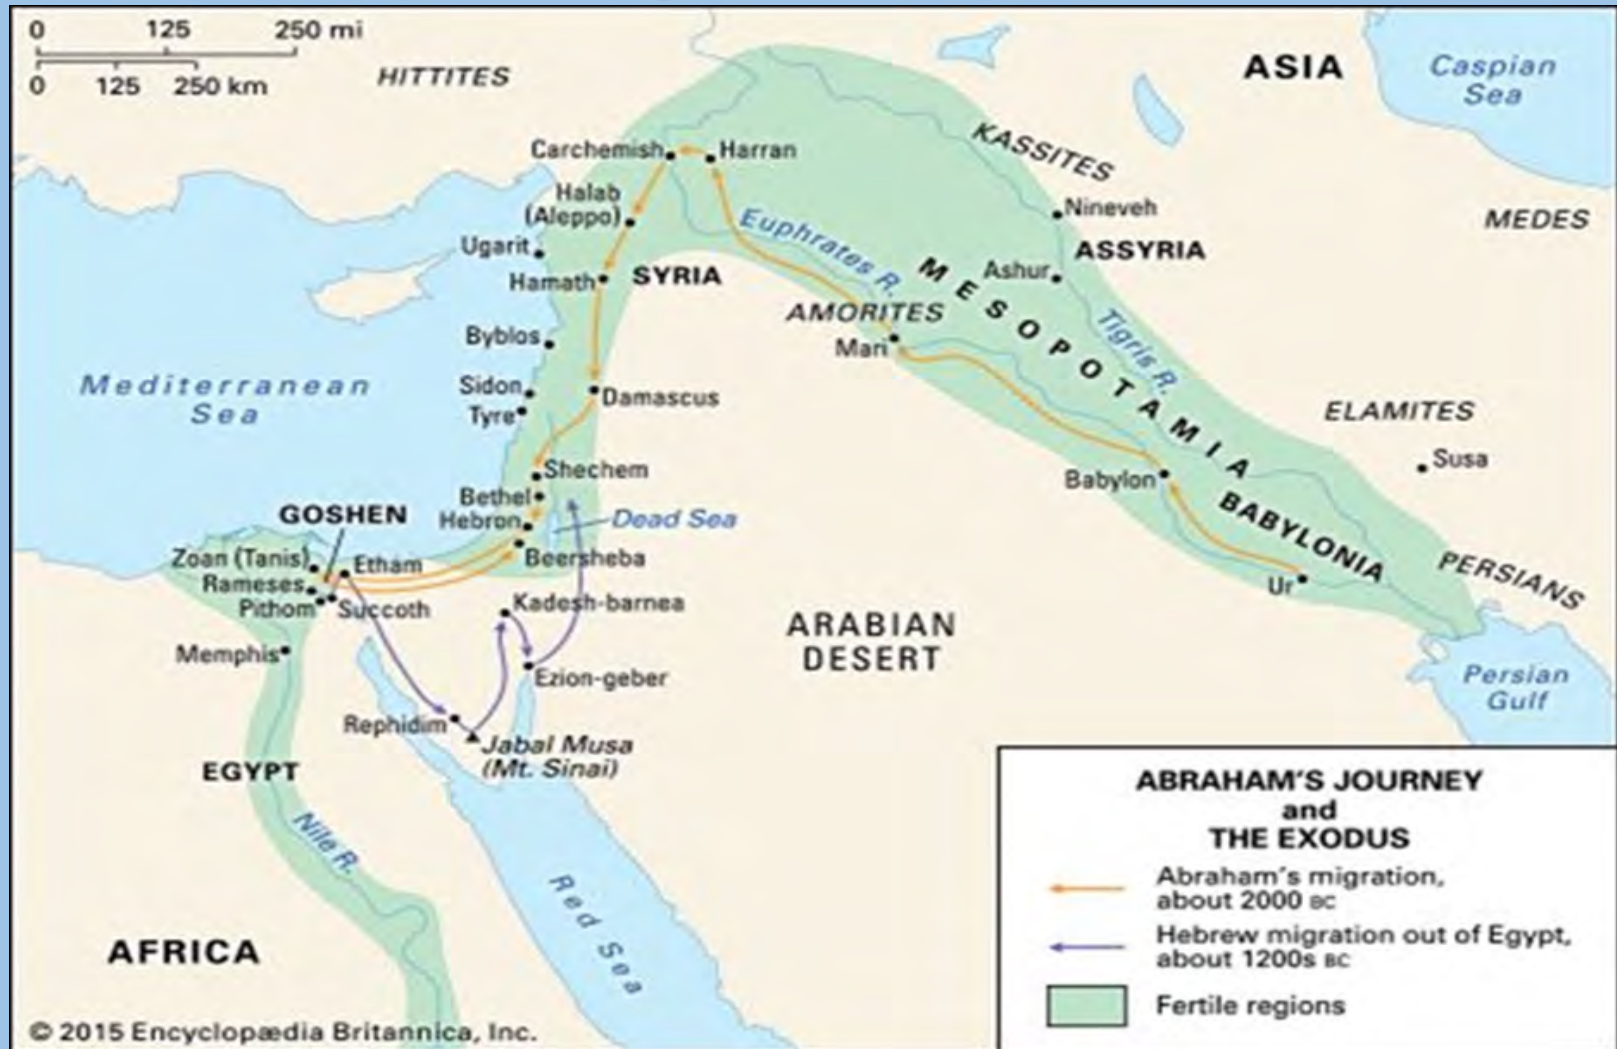 0 125 250 mi
0 125 250 km
HITTITES
ASIA
Caspian
Sea
KASSITES
Carchemish
Harran
Halab
(Aleppo)
Nineveh
MEDES
Ugarit
Euphrates R.
ASSYRIA
Hamath
SYRIA
Ashur
MESOPOTAMIA
AMORITES
Tigris R.
Byblos
Mari
Mediterranean
Sea
Sidon
Damascus
Tyre
ELAMITES
Susa
Shechem
Babylon
Bethel
BABYLONIA
GOSHEN
Hebron
Dead Sea
Zoan (Tanis)
Etham
Beersheba
PERSIANS
Rameses
Ur
Pithom
Succoth
Kadesh-barnea
ARABIAN
DESERT
Memphis
Ezion-geber
Persian
Gulf
Rephidim
Jabal Musa
(Mt. Sinai)
EGYPT
Nile R.
Red Sea
AFRICA
ABRAHAM'S JOURNEY
and
THE EXODUS
Abraham's migration,
about 2000 BC
Hebrew migration out of Egypt,
about 1200s BC
Fertile regions
© 2015 Encyclopædia Britannica, Inc.